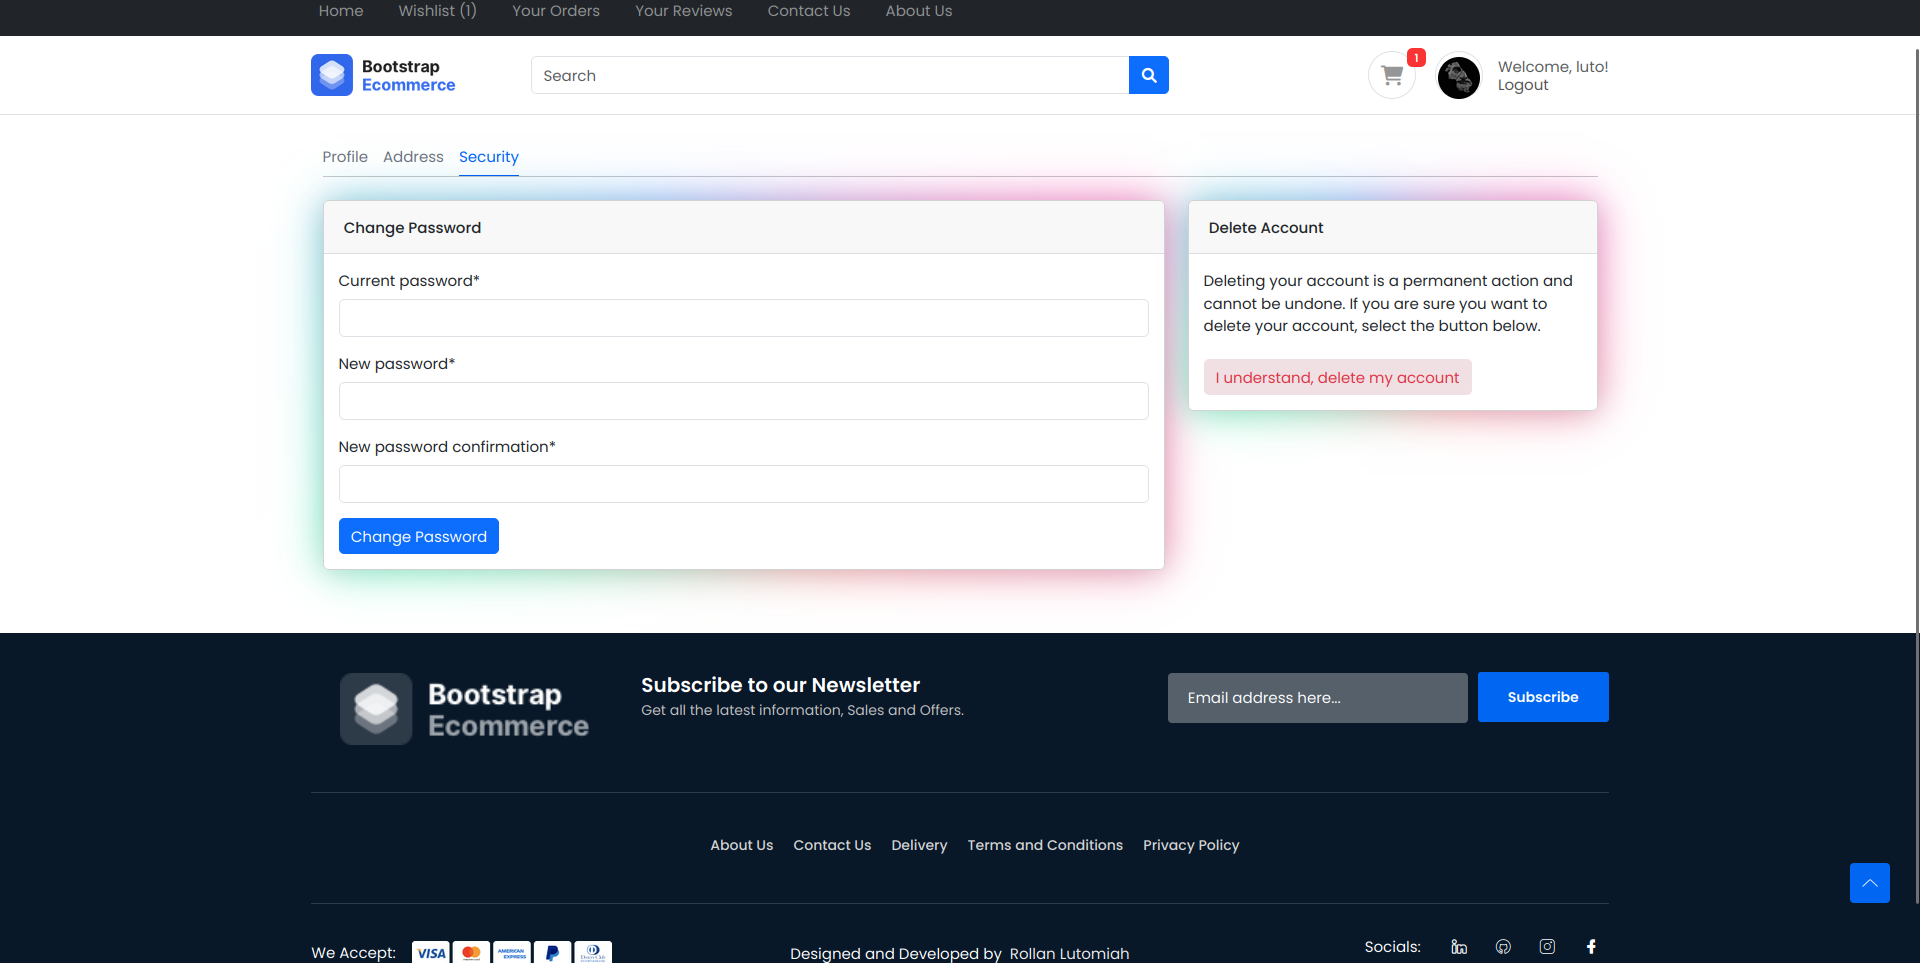 Home Wishlist (1) Your Orders Your Reviews Contact Us About Us
Bootstrap
Ecommerce
Search
1
Welcome, luto!
Logout
Profile Address Security
Change Password
Current password*
New password*
New password confirmation*
Change Password
Delete Account
Deleting your account is a permanent action and
cannot be undone. If you are sure you want to
delete your account, select the button below.
I understand, delete my account
Bootstrap
Ecommerce
Subscribe to our Newsletter
Get all the latest information, Sales and Offers.
Email address here...
Subscribe
About Us Contact Us Delivery Terms and Conditions Privacy Policy
We Accept:
VISA
AMERICAN
EXPRESS
Designed and Developed by Rollan Lutomiah
Socials: